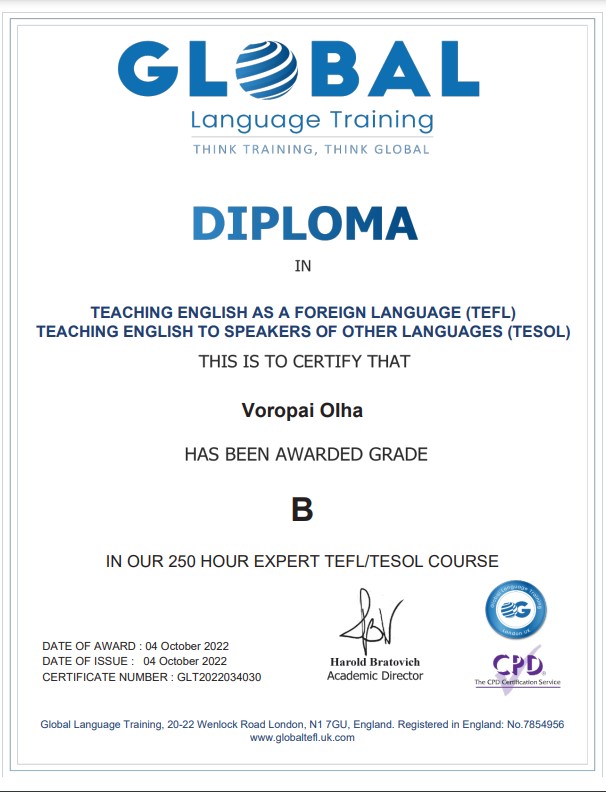 GLOBAL
Language Training
THINK TRAINING, THINK GLOBAL
DIPLOMA
IN
TEACHING ENGLISH AS A FOREIGN LANGUAGE (TEFL)
TEACHING ENGLISH TO SPEAKERS OF OTHER LANGUAGES (TESOL)
THIS IS TO CERTIFY THAT
Voropai Olha
HAS BEEN AWARDED GRADE
B
IN OUR 250 HOUR EXPERT TEFL/TESOL COURSE
DATE OF AWARD : 04 October 2022
DATE OF ISSUE : 04 October 2022
CERTIFICATE NUMBER : GLT2022034030
Harold Bratovich
Academic Director
Global Language Training
G
London UK
CPD
The CPD Certification Service
Global Language Training, 20-22 Wenlock Road London, N1 7GU, England. Registered in England: No.7854956
www.globaltefl.uk.com